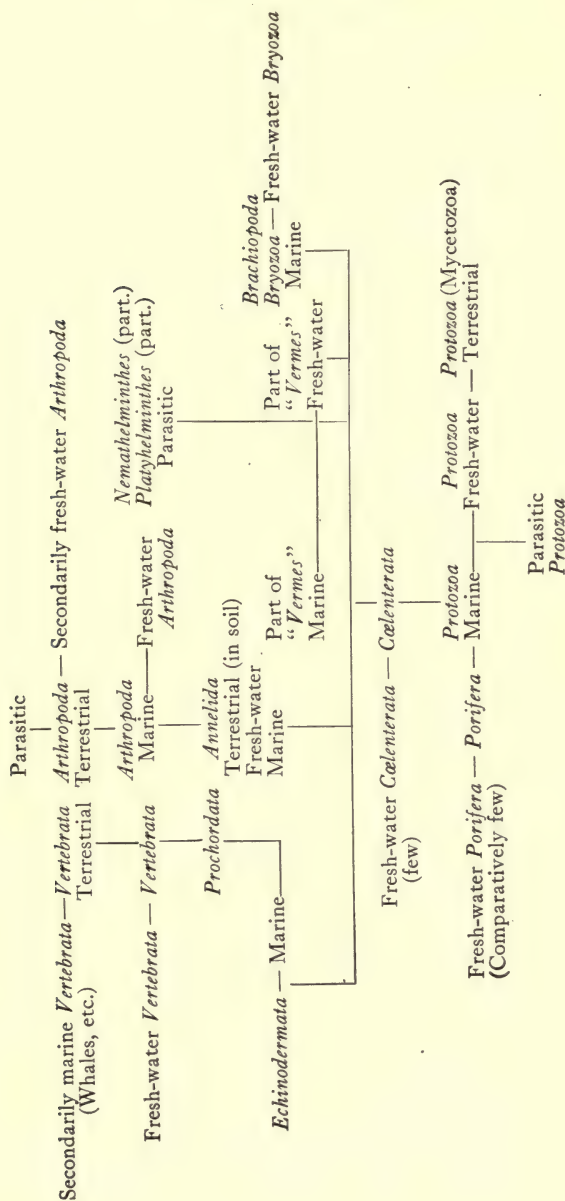 Parasitic
Secondarily marine Vertebrata—Vertebrata Arthropoda — Secondarily fresh-water Arthropoda
(Whales, etc.) Terrestrial Terrestrial
Fresh-water Vertebrata — Vertebrata Arthropoda Nemathelminthes (part.)
Marine—Fresh-water Platyhelminthes (part.)
Arthropoda Parasitic
Prochordata Annelida
Terrestrial (in soil)
Fresh-water
Marine
Echinodermata — Marine
Part of
"Vermes"
Marine
Part of
"Vermes"
Fresh-water
Brachiopoda
Bryozoa — Fresh-water Bryozoa
Marine
Fresh-water Cœlenterata — Cœlenterata
(few)
Fresh-water Porifera — Porifera — Marine—Fresh-water — Terrestrial
(Comparatively few)
Protozoa Protozoa Protozoa (Mycetozoa)
Parasitic
Protozoa